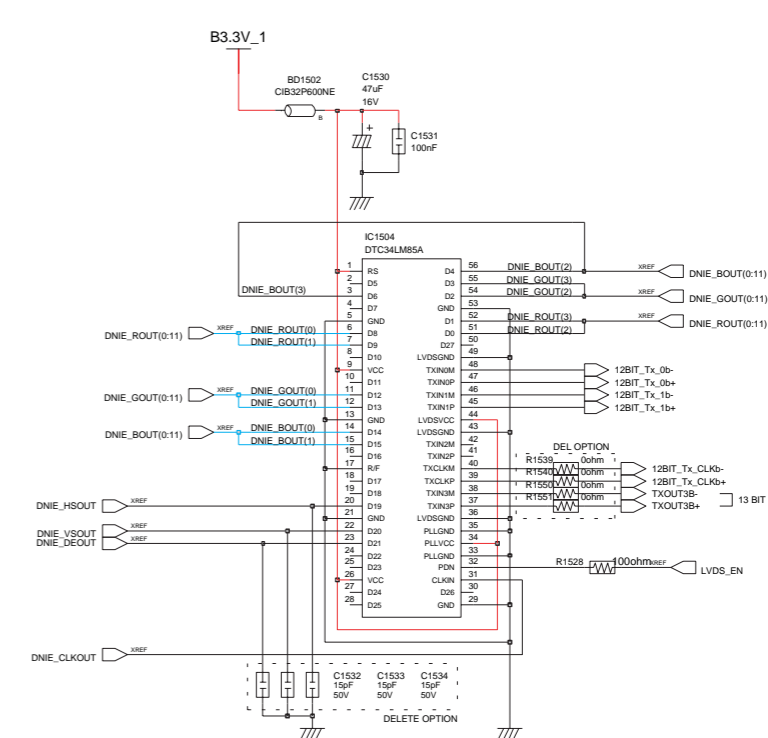 B3.3V_1
BD1502
CIB32P600NE
B
C1530
47uF
16V
+
C1531
100nF
IC1504
DTC34LM85A
1 RS D4 56 DNIE_BOUT(2) XREF DNIE_BOUT(0:11)
2 D5 D3 55 DNIE_GOUT(3)
DNIE_BOUT(3) 3 D6 D2 54 DNIE_GOUT(2) XREF DNIE_GOUT(0:11)
4 D7 GND 53
5 GND D1 52 DNIE_ROUT(3) XREF DNIE_ROUT(0:11)
DNIE_ROUT(0:11) XREF DNIE_ROUT(0) 6 D8 D0 51 DNIE_ROUT(2)
DNIE_ROUT(1) 7 D9 D27 50
8 D10 LVDSGND 49
9 VCC TXIN0M 48 12BIT_Tx_0b-
10 D11 TXIN0P 47 12BIT_Tx_0b+
DNIE_GOUT(0:11) XREF DNIE_GOUT(0) 11 D12 TXIN1M 46 12BIT_Tx_1b-
DNIE_GOUT(1) 12 D13 TXIN1P 45 12BIT_Tx_1b+
13 GND LVDSVCC 44
DNIE_BOUT(0:11) XREF DNIE_BOUT(0) 14 D14 LVDSGND 43
DNIE_BOUT(1) 15 D15 TXIN2M 42
16 D16 TXIN2P 41
DEL OPTION
17 R/F TXCLKM 40 R1539 0ohm 12BIT_Tx_CLKb-
18 D17 TXCLKP 39 R1540 0ohm 12BIT_Tx_CLKb+
19 D18 TXIN3M 38 R1550 0ohm TXOUT3B-
13 BIT
DNIE_HSOUT XREF 20 D19 TXIN3P 37 R1551 0ohm TXOUT3B+
21 GND LVDSGND 36
DNIE_VSOUT XREF 22 D20 PLLGND 35
DNIE_DEOUT XREF 23 D21 PLLVCC 34
24 D22 PLLGND 33
25 D23 PDN 32 R1528 100ohm XREF LVDS_EN
26 VCC CLKIN 31
27 D24 D26 30
28 D25 GND 29
DNIE_CLKOUT XREF
C1532 C1533 C1534
15pF 15pF 15pF
50V 50V 50V
DELETE OPTION